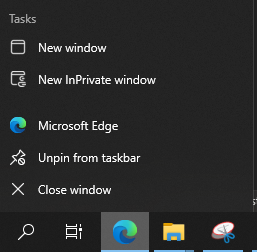 Tasks
New window
New InPrivate window
Microsoft Edge
Unpin from taskbar
Close window